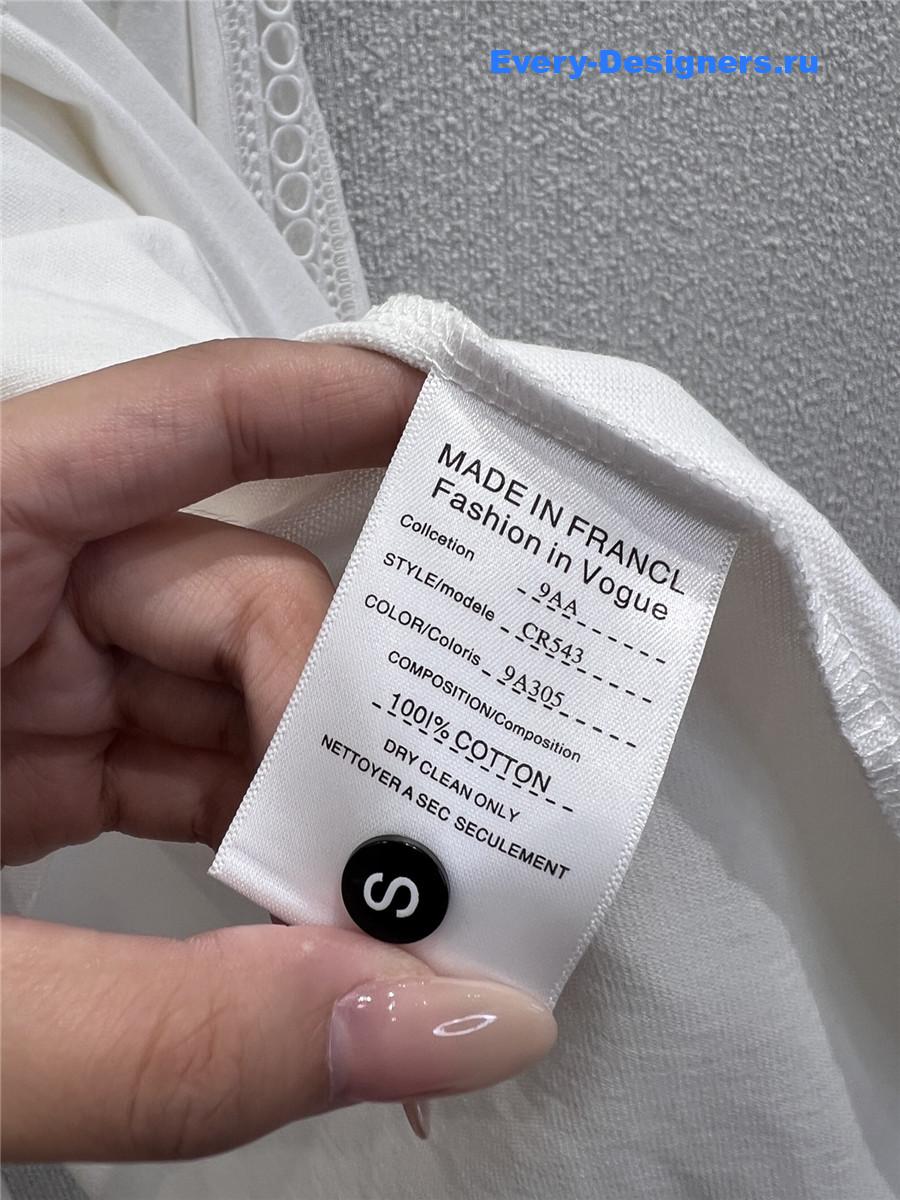 Every-Designers.ru
MADE IN FRANCL
Fashion in Vogue
Collcetion 9AA
STYLE/modele CR543
COLOR/Coloris 9A305
COMPOSITION/Composition
100I% COTTON
DRY CLEAN ONLY
NETTOYER A SEC SECULEMENT
S